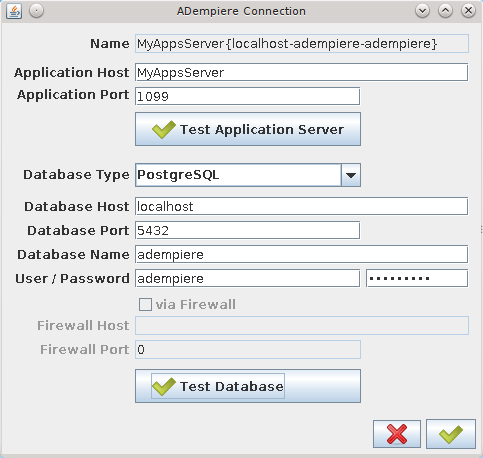 ADempiere Connection
Name MyAppsServer{localhost-adempiere-adempiere}
Application Host MyAppsServer
Application Port 1099
Test Application Server
Database Type PostgreSQL
Database Host localhost
Database Port 5432
Database Name adempiere
User / Password adempiere •••••••••
via Firewall
Firewall Host
Firewall Port 0
Test Database